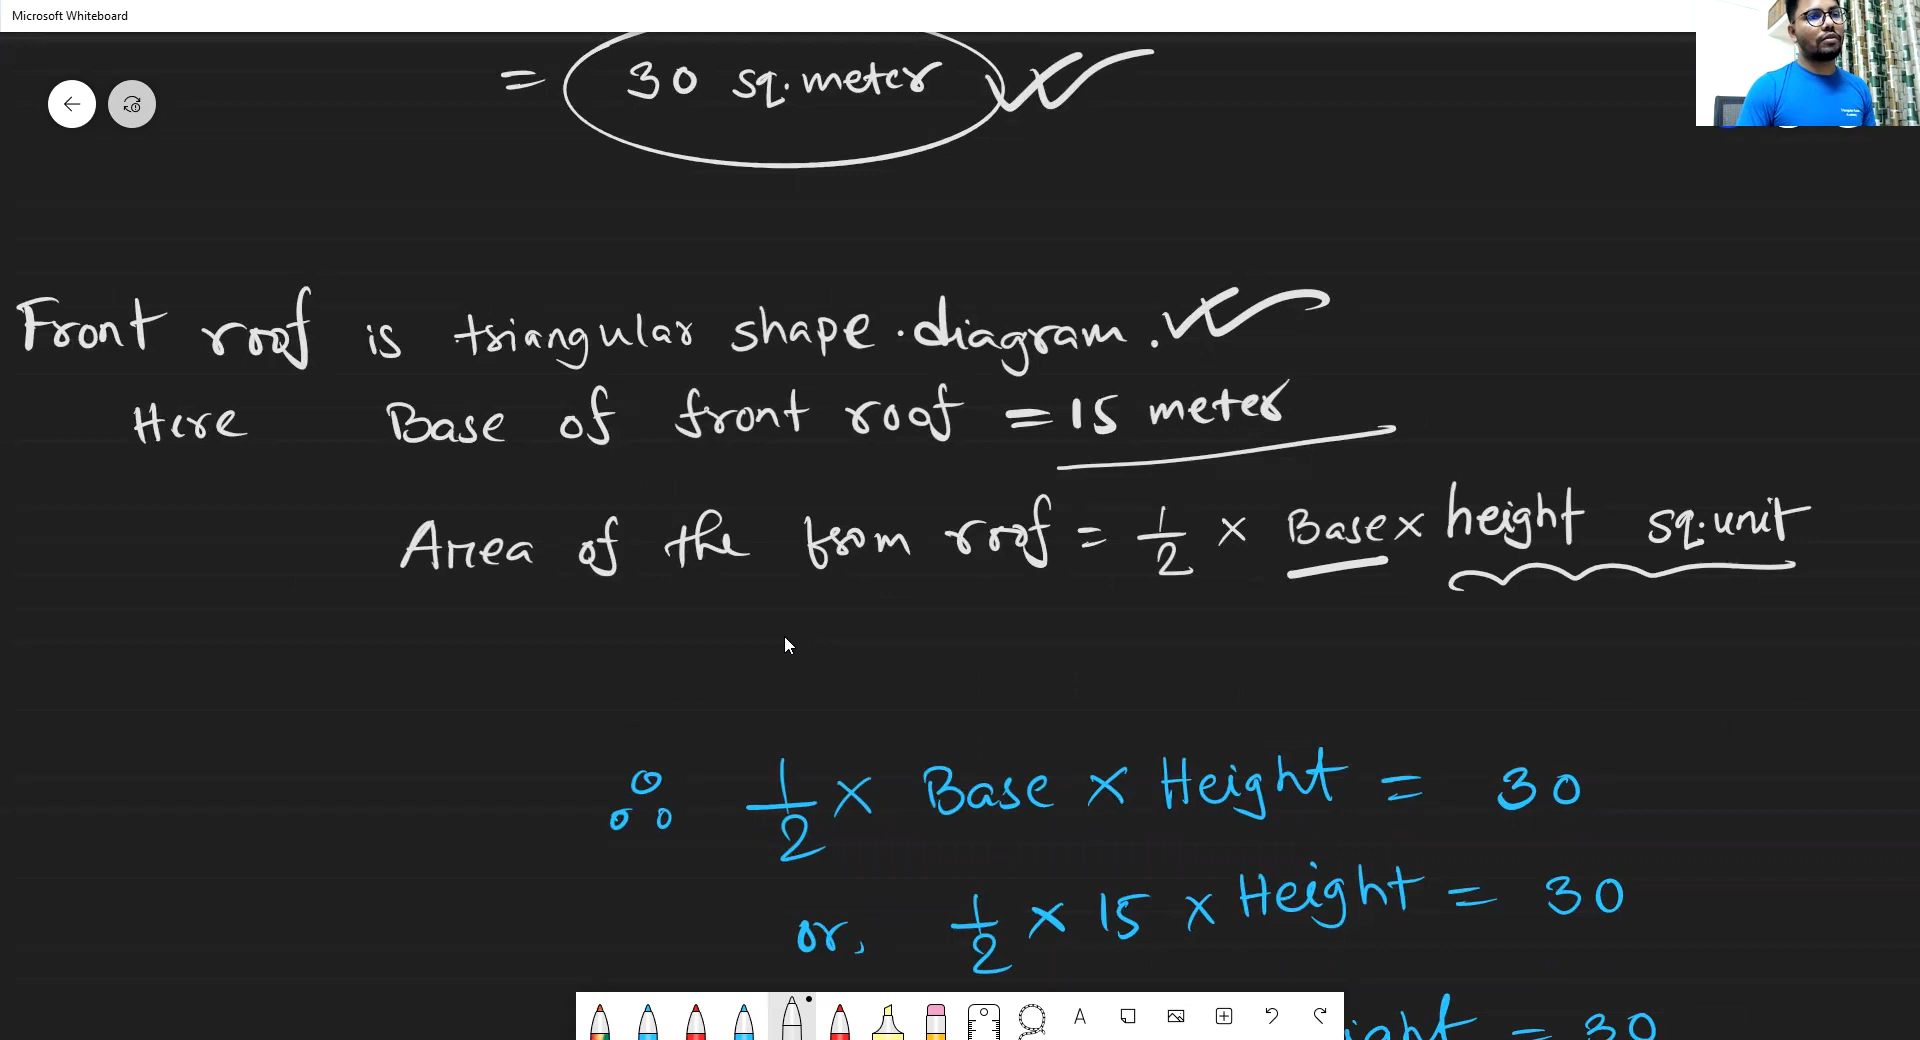 Microsoft Whiteboard
= 30 sq.meter
Front roof is triangular shape.diagram.
Here Base of front roof = 15 meter
Area of the from roof = 1/2 × Base × height sq.unit
∴ 1/2 × Base × Height = 30
or, 1/2 × 15 × Height = 30
ight = 30
A